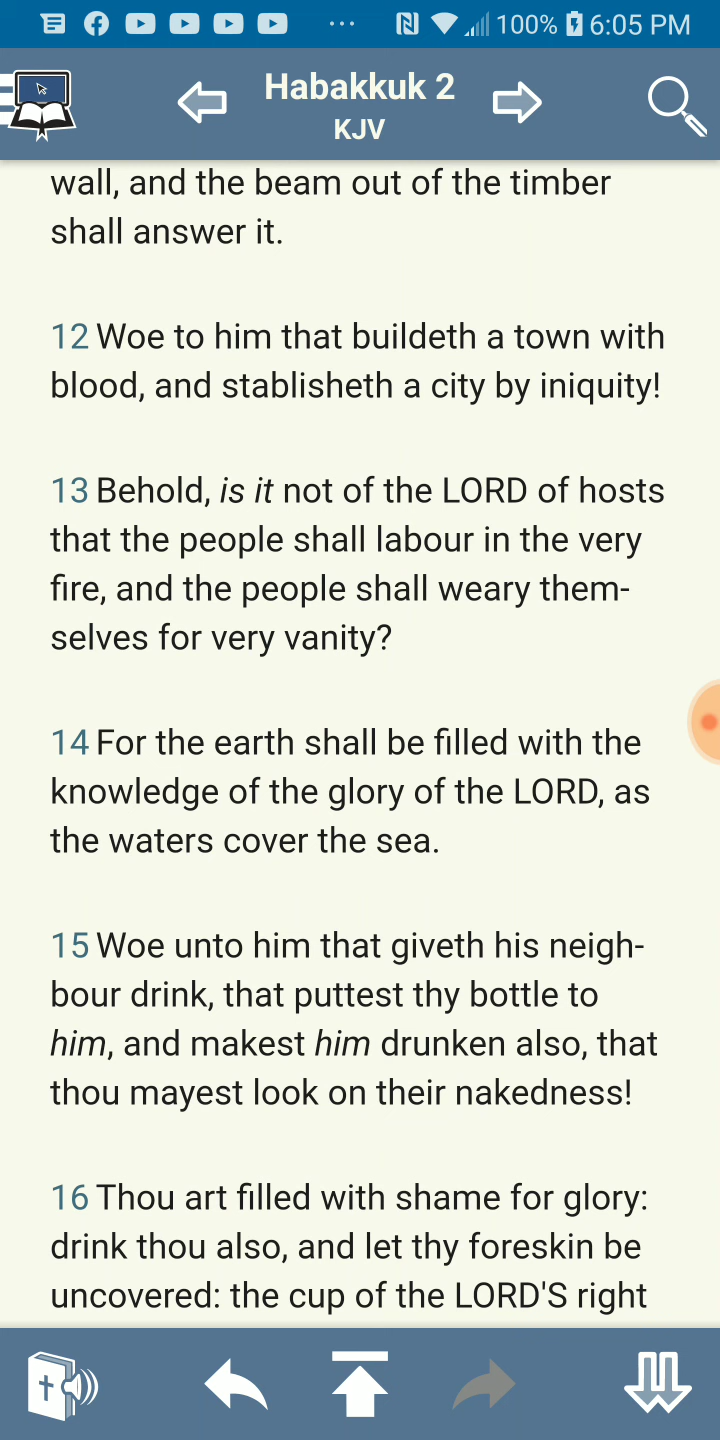 100% 6:05 PM
Habakkuk 2
KJV
wall, and the beam out of the timber
shall answer it.
12 Woe to him that buildeth a town with
blood, and stablisheth a city by iniquity!
13 Behold, is it not of the LORD of hosts
that the people shall labour in the very
fire, and the people shall weary them-
selves for very vanity?
14 For the earth shall be filled with the
knowledge of the glory of the LORD, as
the waters cover the sea.
15 Woe unto him that giveth his neigh-
bour drink, that puttest thy bottle to
him, and makest him drunken also, that
thou mayest look on their nakedness!
16 Thou art filled with shame for glory:
drink thou also, and let thy foreskin be
uncovered: the cup of the LORD'S right